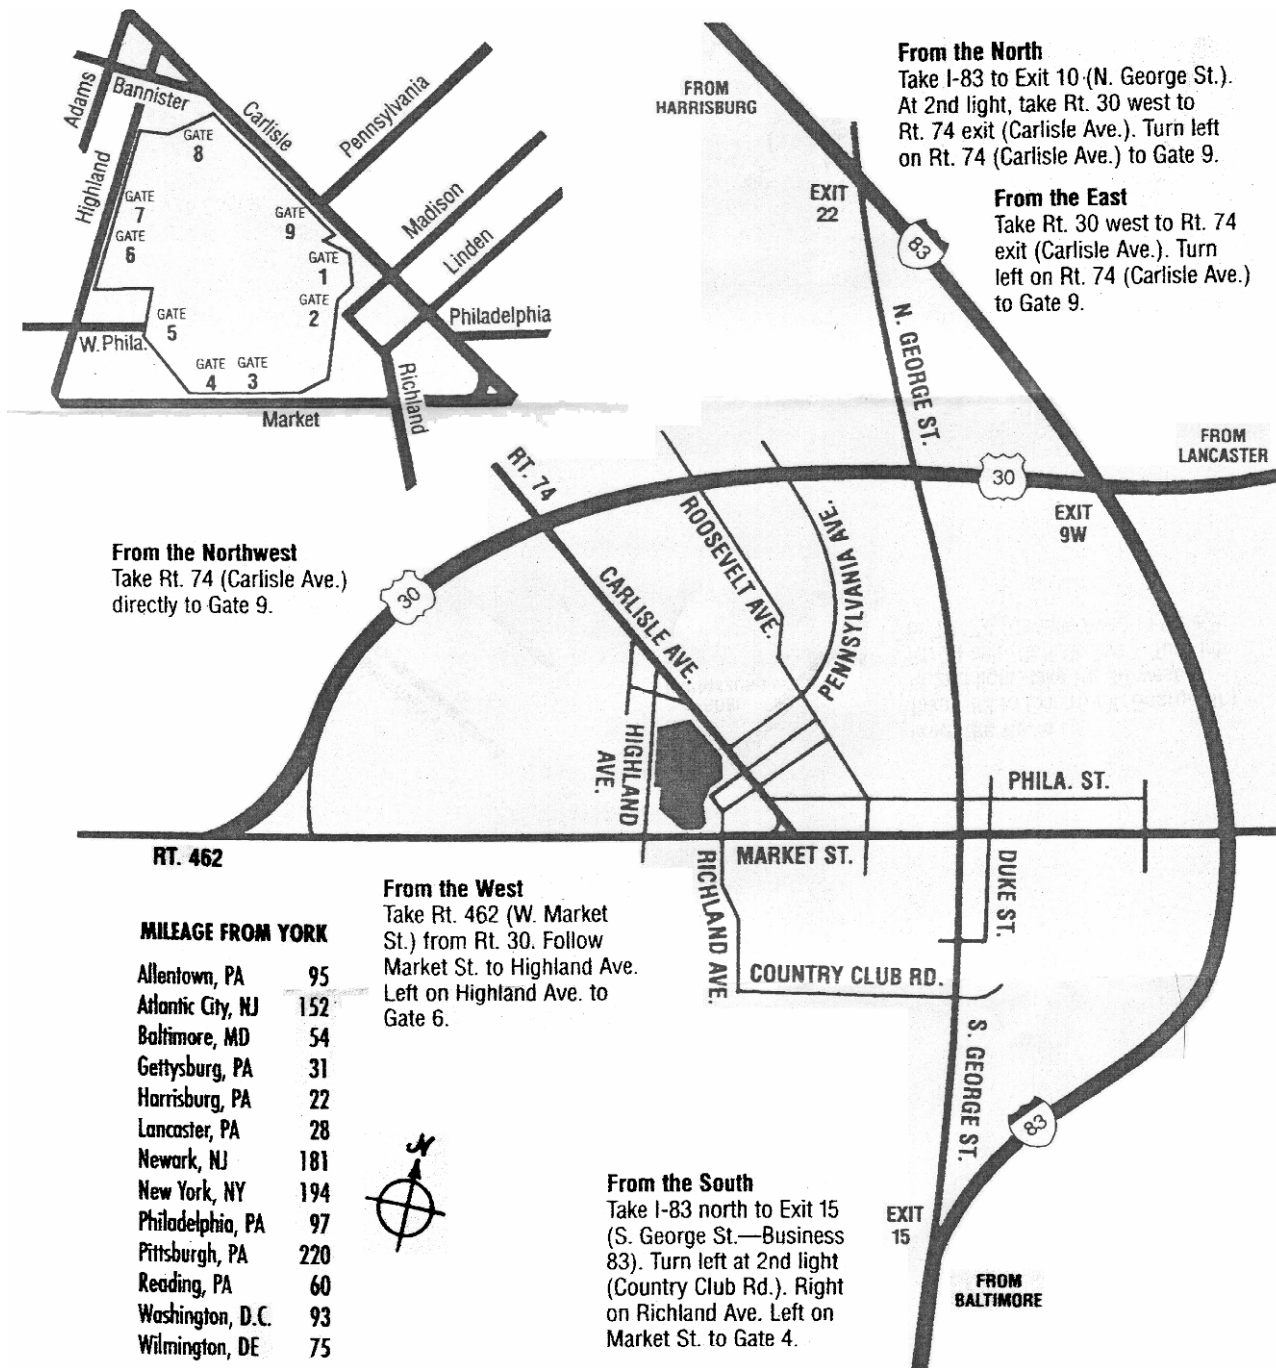 Adams
Bannister
Highland
Carlisle
Pennsylvania
Madison
Linden
Philadelphia
W. Phila.
Richland
Market
GATE
8
GATE
7
GATE
6
GATE
9
GATE
1
GATE
2
GATE
5
GATE
4
GATE
3
FROM
HARRISBURG
From the North
Take I-83 to Exit 10 (N. George St.).
At 2nd light, take Rt. 30 west to
Rt. 74 exit (Carlisle Ave.). Turn left
on Rt. 74 (Carlisle Ave.) to Gate 9.
From the East
Take Rt. 30 west to Rt. 74
exit (Carlisle Ave.). Turn
left on Rt. 74 (Carlisle Ave.)
to Gate 9.
EXIT
22
83
N. GEORGE ST.
FROM
LANCASTER
30
EXIT
9W
RT. 74
ROOSEVELT AVE.
PENNSYLVANIA AVE.
CARLISLE AVE.
From the Northwest
Take Rt. 74 (Carlisle Ave.)
directly to Gate 9.
30
HIGHLAND
AVE.
PHILA. ST.
RT. 462
MARKET ST.
RICHLAND AVE.
DUKE ST.
COUNTRY CLUB RD.
S. GEORGE ST.
83
From the West
Take Rt. 462 (W. Market
St.) from Rt. 30. Follow
Market St. to Highland Ave.
Left on Highland Ave. to
Gate 6.
MILEAGE FROM YORK
Allentown, PA 95
Atlantic City, NJ 152
Baltimore, MD 54
Gettysburg, PA 31
Harrisburg, PA 22
Lancaster, PA 28
Newark, NJ 181
New York, NY 194
Philadelphia, PA 97
Pittsburgh, PA 220
Reading, PA 60
Washington, D.C. 93
Wilmington, DE 75
N
From the South
Take I-83 north to Exit 15
(S. George St.—Business
83). Turn left at 2nd light
(Country Club Rd.). Right
on Richland Ave. Left on
Market St. to Gate 4.
EXIT
15
FROM
BALTIMORE